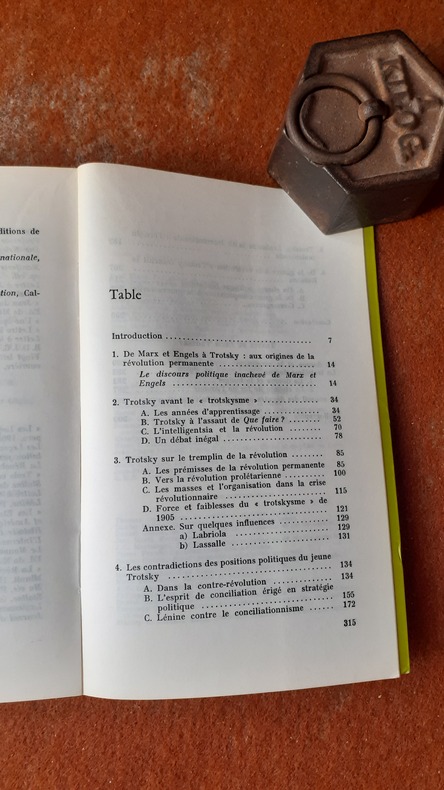 ditions de
nationale,
tion, Cal-
KILOG.
Table
Introduction .......... 7
1. De Marx et Engels à Trotsky : aux origines de la
révolution permanente .......... 14
Le discours politique inachevé de Marx et
Engels .......... 14
2. Trotsky avant le « trotskysme » .......... 34
A. Les années d'apprentissage .......... 34
B. Trotsky à l'assaut de Que faire ? .......... 52
C. L'intelligentsia et la révolution .......... 70
D. Un débat inégal .......... 78
3. Trotsky sur le tremplin de la révolution .......... 85
A. Les prémisses de la révolution permanente 85
B. Vers la révolution prolétarienne .......... 100
C. Les masses et l'organisation dans la crise
révolutionnaire .......... 115
D. Force et faiblesses du « trotskysme » de
1905 .......... 121
Annexe. Sur quelques influences .......... 129
a) Labriola .......... 129
b) Lassalle .......... 131
4. Les contradictions des positions politiques du jeune
Trotsky .......... 134
A. Dans la contre-révolution .......... 134
B. L'esprit de conciliation érigé en stratégie
politique .......... 155
C. Lénine contre le conciliationnisme ...... 172
315